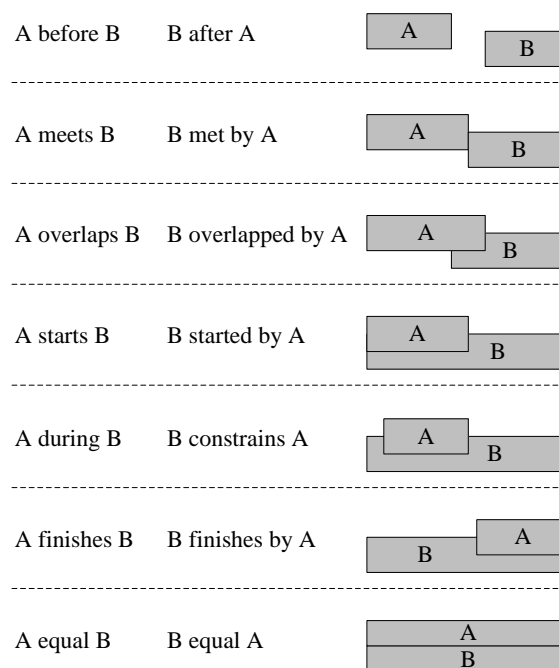 A before B B after A A
B
A meets B B met by A A
B
A overlaps B B overlapped by A A
B
A starts B B started by A A
B
A during B B constrains A A
B
A finishes B B finishes by A A
B
A equal B B equal A A
B